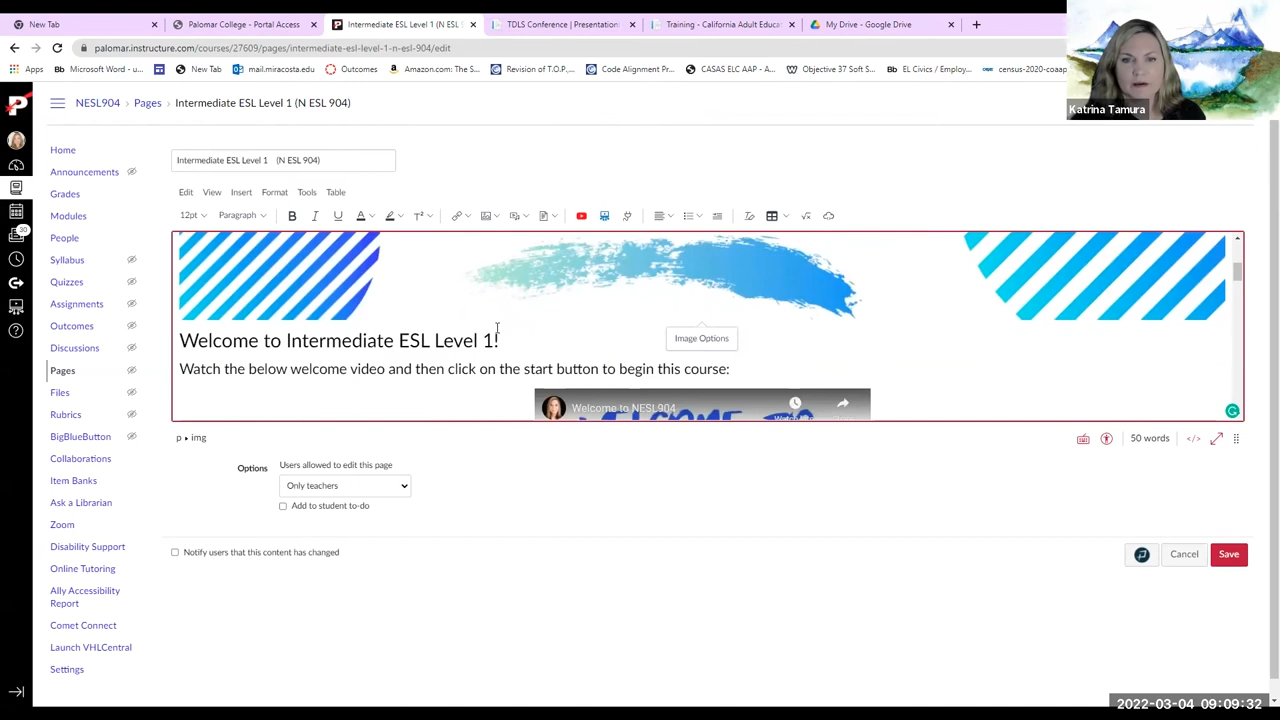 New Tab
Palomar College - Portal Access
Intermediate ESL Level 1 (N ESL
TDLS Conference | Presentation
Training - California Adult Educa
My Drive - Google Drive
palomar.instructure.com/courses/27609/pages/intermediate-esl-level-1-n-esl-904/edit
Apps
Bb Microsoft Word - u...
New Tab
mail.miracosta.edu
Outcomes
Amazon.com: The S...
Revision of T.O.P....
Code Alignment Pr...
CASAS ELC AAP - A...
Objective 37 Soft S...
Bb EL Civics / Employ...
census-2020-coaap
Katrina Tamura
NESL904 › Pages › Intermediate ESL Level 1 (N ESL 904)
Home
Announcements
Grades
Modules
People
Syllabus
Quizzes
Assignments
Outcomes
Discussions
Pages
Files
Rubrics
BigBlueButton
Collaborations
Item Banks
Ask a Librarian
Zoom
Disability Support
Online Tutoring
Ally Accessibility
Report
Comet Connect
Launch VHLCentral
Settings
30
Intermediate ESL Level 1 (N ESL 904)
Edit View Insert Format Tools Table
12pt Paragraph B I U A T²
Welcome to Intermediate ESL Level 1!
Image Options
Watch the below welcome video and then click on the start button to begin this course:
Welcome to NESL904
p ▸ img
50 words
</>
Options
Users allowed to edit this page
Only teachers
Add to student to-do
Notify users that this content has changed
Cancel
Save
2022-03-04 09:09:32